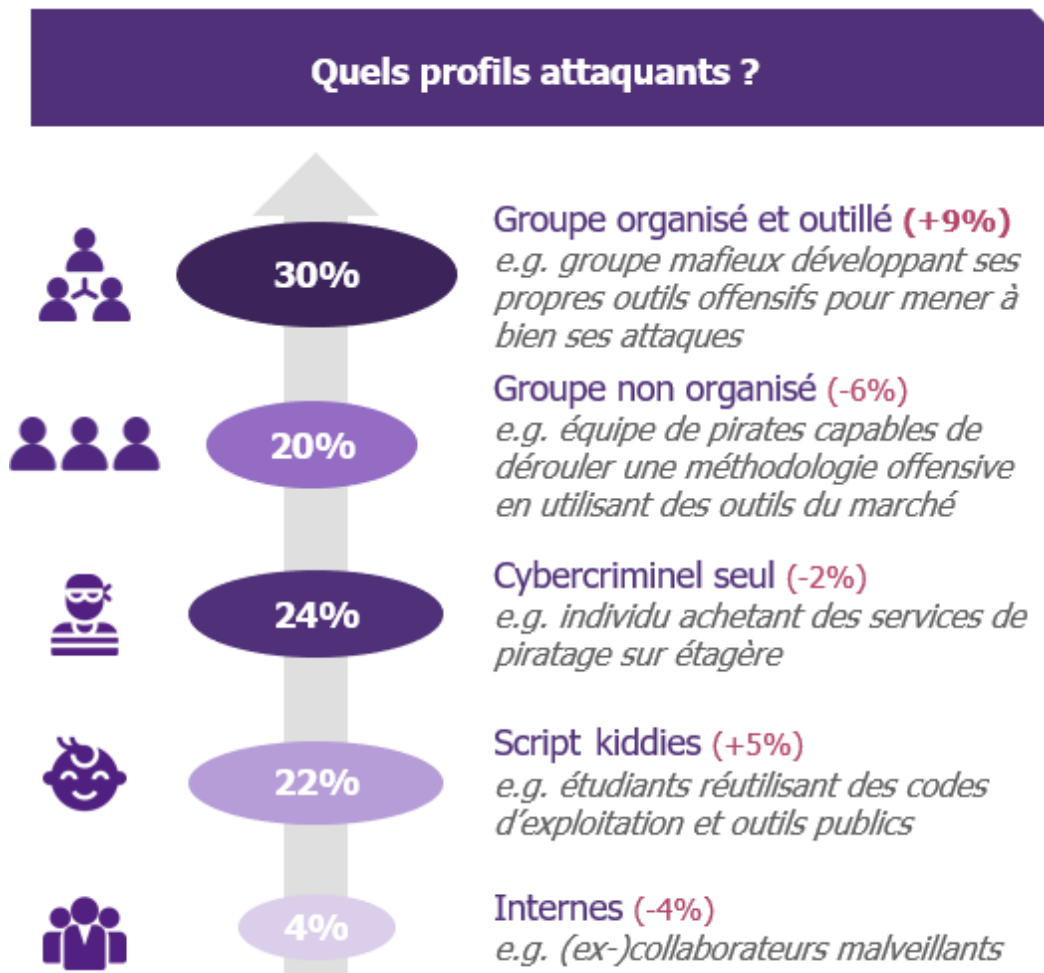 Quels profils attaquants ?
30%
Groupe organisé et outillé (+9%)
e.g. groupe mafieux développant ses
propres outils offensifs pour mener à
bien ses attaques
20%
Groupe non organisé (-6%)
e.g. équipe de pirates capables de
dérouler une méthodologie offensive
en utilisant des outils du marché
24%
Cybercriminel seul (-2%)
e.g. individu achetant des services de
piratage sur étagère
22%
Script kiddies (+5%)
e.g. étudiants réutilisant des codes
d'exploitation et outils publics
4%
Internes (-4%)
e.g. (ex-)collaborateurs malveillants